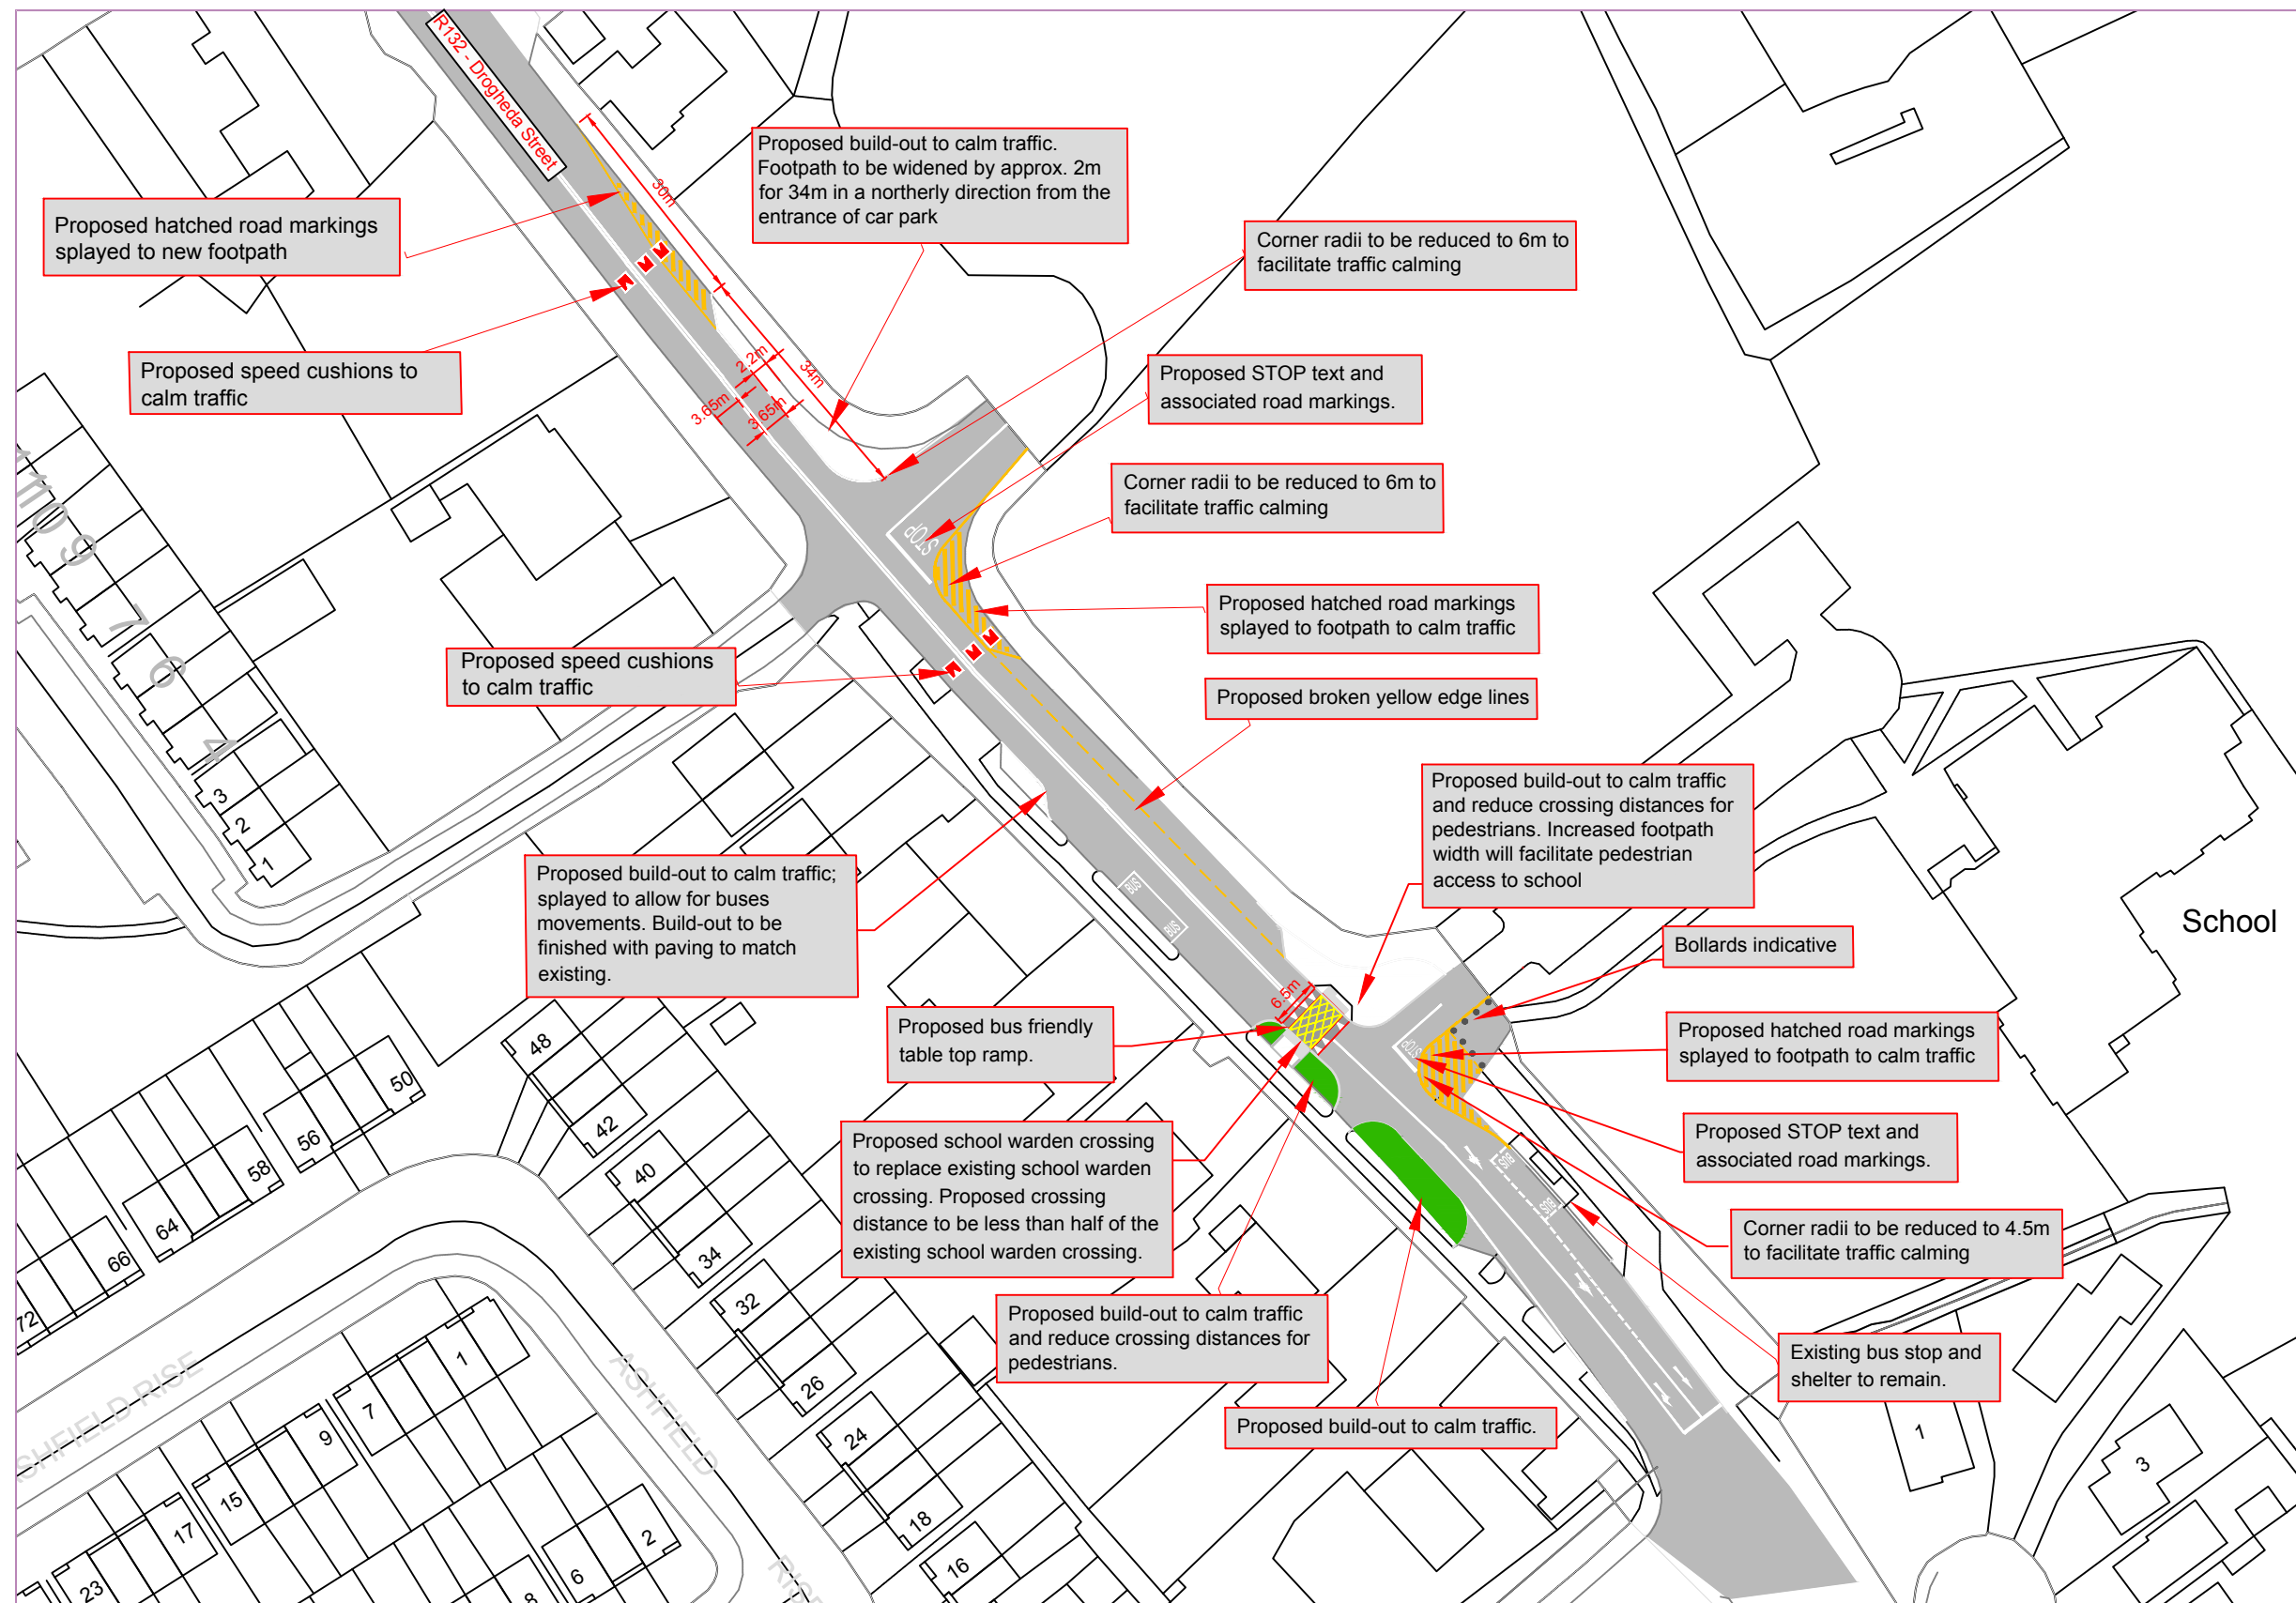 R132 - Drogheda Street
30m
Proposed build-out to calm traffic.
Footpath to be widened by approx. 2m
for 34m in a northerly direction from the
entrance of car park
Proposed hatched road markings
splayed to new footpath
Corner radii to be reduced to 6m to
facilitate traffic calming
Proposed speed cushions to
calm traffic
2.2m
34m
3.65m
3.65m
Proposed STOP text and
associated road markings.
Corner radii to be reduced to 6m to
facilitate traffic calming
STOP
Proposed hatched road markings
splayed to footpath to calm traffic
Proposed speed cushions
to calm traffic
Proposed broken yellow edge lines
Proposed build-out to calm traffic
and reduce crossing distances for
pedestrians. Increased footpath
width will facilitate pedestrian
access to school
Proposed build-out to calm traffic;
splayed to allow for buses
movements. Build-out to be
finished with paving to match
existing.
BUS
BUS
School
Bollards indicative
6.5m
Proposed bus friendly
table top ramp.
STOP
Proposed hatched road markings
splayed to footpath to calm traffic
Proposed school warden crossing
to replace existing school warden
crossing. Proposed crossing
distance to be less than half of the
existing school warden crossing.
Proposed STOP text and
associated road markings.
BUS
BUS
Corner radii to be reduced to 4.5m
to facilitate traffic calming
Proposed build-out to calm traffic
and reduce crossing distances for
pedestrians.
Existing bus stop and
shelter to remain.
Proposed build-out to calm traffic.
9
7
6
4
3
2
1
48
50
42
56
40
58
34
64
66
32
72
26
1
7
24
9
15
18
17
2
16
6
23
8
1
3
ASHFIELD RISE
ASHFIELD
RISE